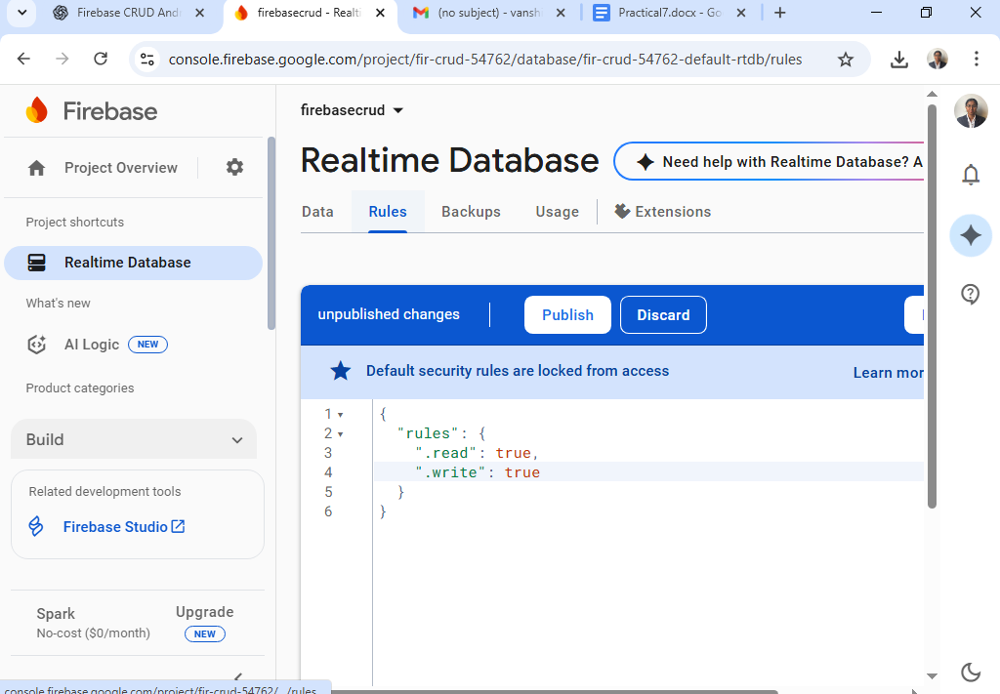 Firebase CRUD And
firebasecrud - Realti
(no subject) - vansh
Practical7.docx - Go
console.firebase.google.com/project/fir-crud-54762/database/fir-crud-54762-default-rtdb/rules
Firebase
firebasecrud
Project Overview
Realtime Database
Need help with Realtime Database? A
Data
Rules
Backups
Usage
Extensions
Project shortcuts
Realtime Database
What's new
AI Logic
NEW
Product categories
Build
Related development tools
Firebase Studio
Spark
No-cost ($0/month)
Upgrade
NEW
unpublished changes
Publish
Discard
Default security rules are locked from access
Learn mor
1 {
2 "rules": {
3 ".read": true,
4 ".write": true
5 }
6 }
console.firebase.google.com/project/fir-crud-54762/.../rules